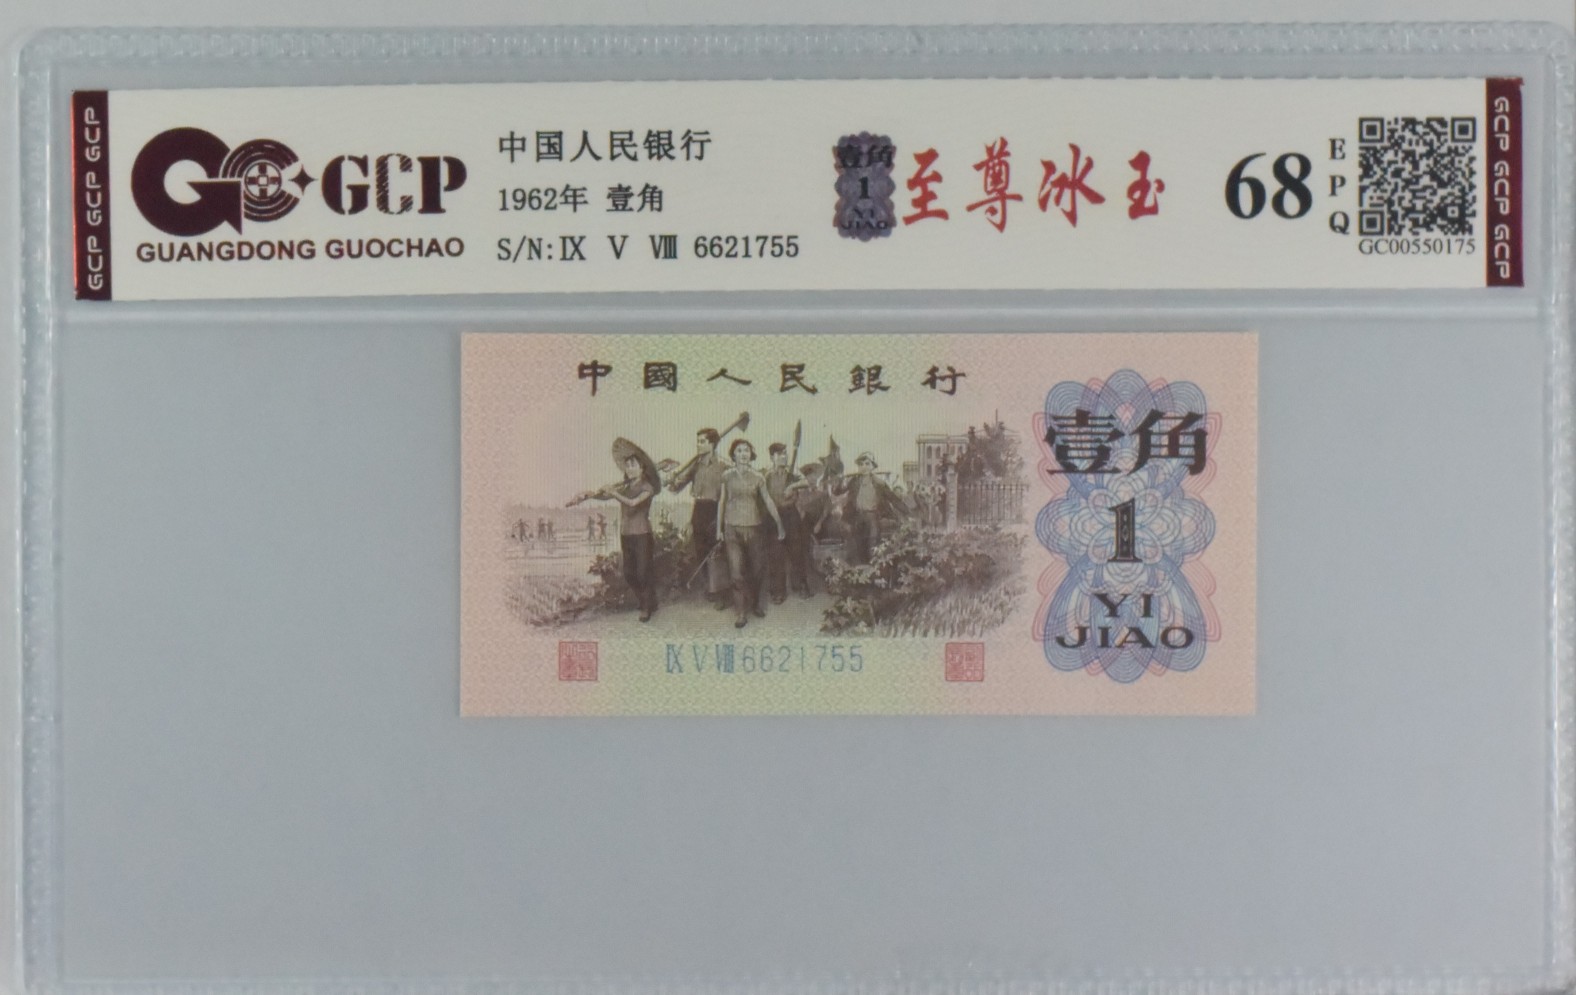 GCP GCP GCP
GCP
GUANGDONG GUOCHAO
中国人民银行
1962年 壹角
S/N:Ⅸ Ⅴ Ⅷ 6621755
壹角
1
YI
JIAO
至尊冰玉
68
EPQ
GC00550175
GCP GCP GCP
中國人民銀行
壹角
1
YI
JIAO
Ⅸ Ⅴ Ⅷ 6621755